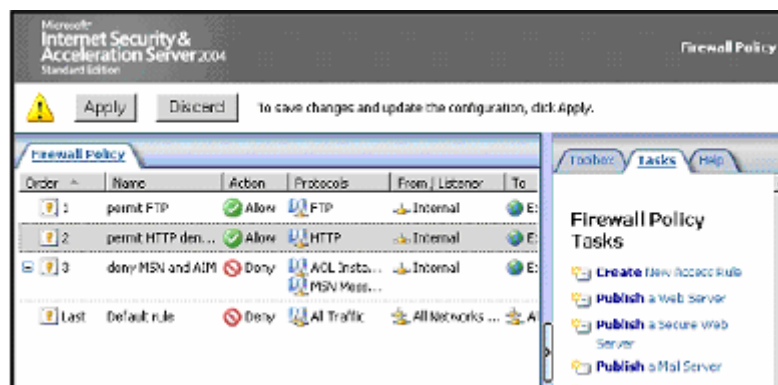 Microsoft
Internet Security &
Acceleration Server 2004
Standard Edition
Firewall Policy
Apply
Discard
To save changes and update the configuration, click Apply.
Firewall Policy
Toolbox
Tasks
Help
Order
Name
Action
Protocols
From / Listener
To
1 permit FTP Allow FTP Internal E
2 permit HTTP den... Allow HTTP Internal E
3 deny MSN and AIM Deny AOL Insta... Internal E
MSN Mess...
Last Default rule Deny All Traffic All Networks ... A
Firewall Policy
Tasks
Create New Access Rule
Publish a Web Server
Publish a Secure Web
Server
Publish a Mail Server